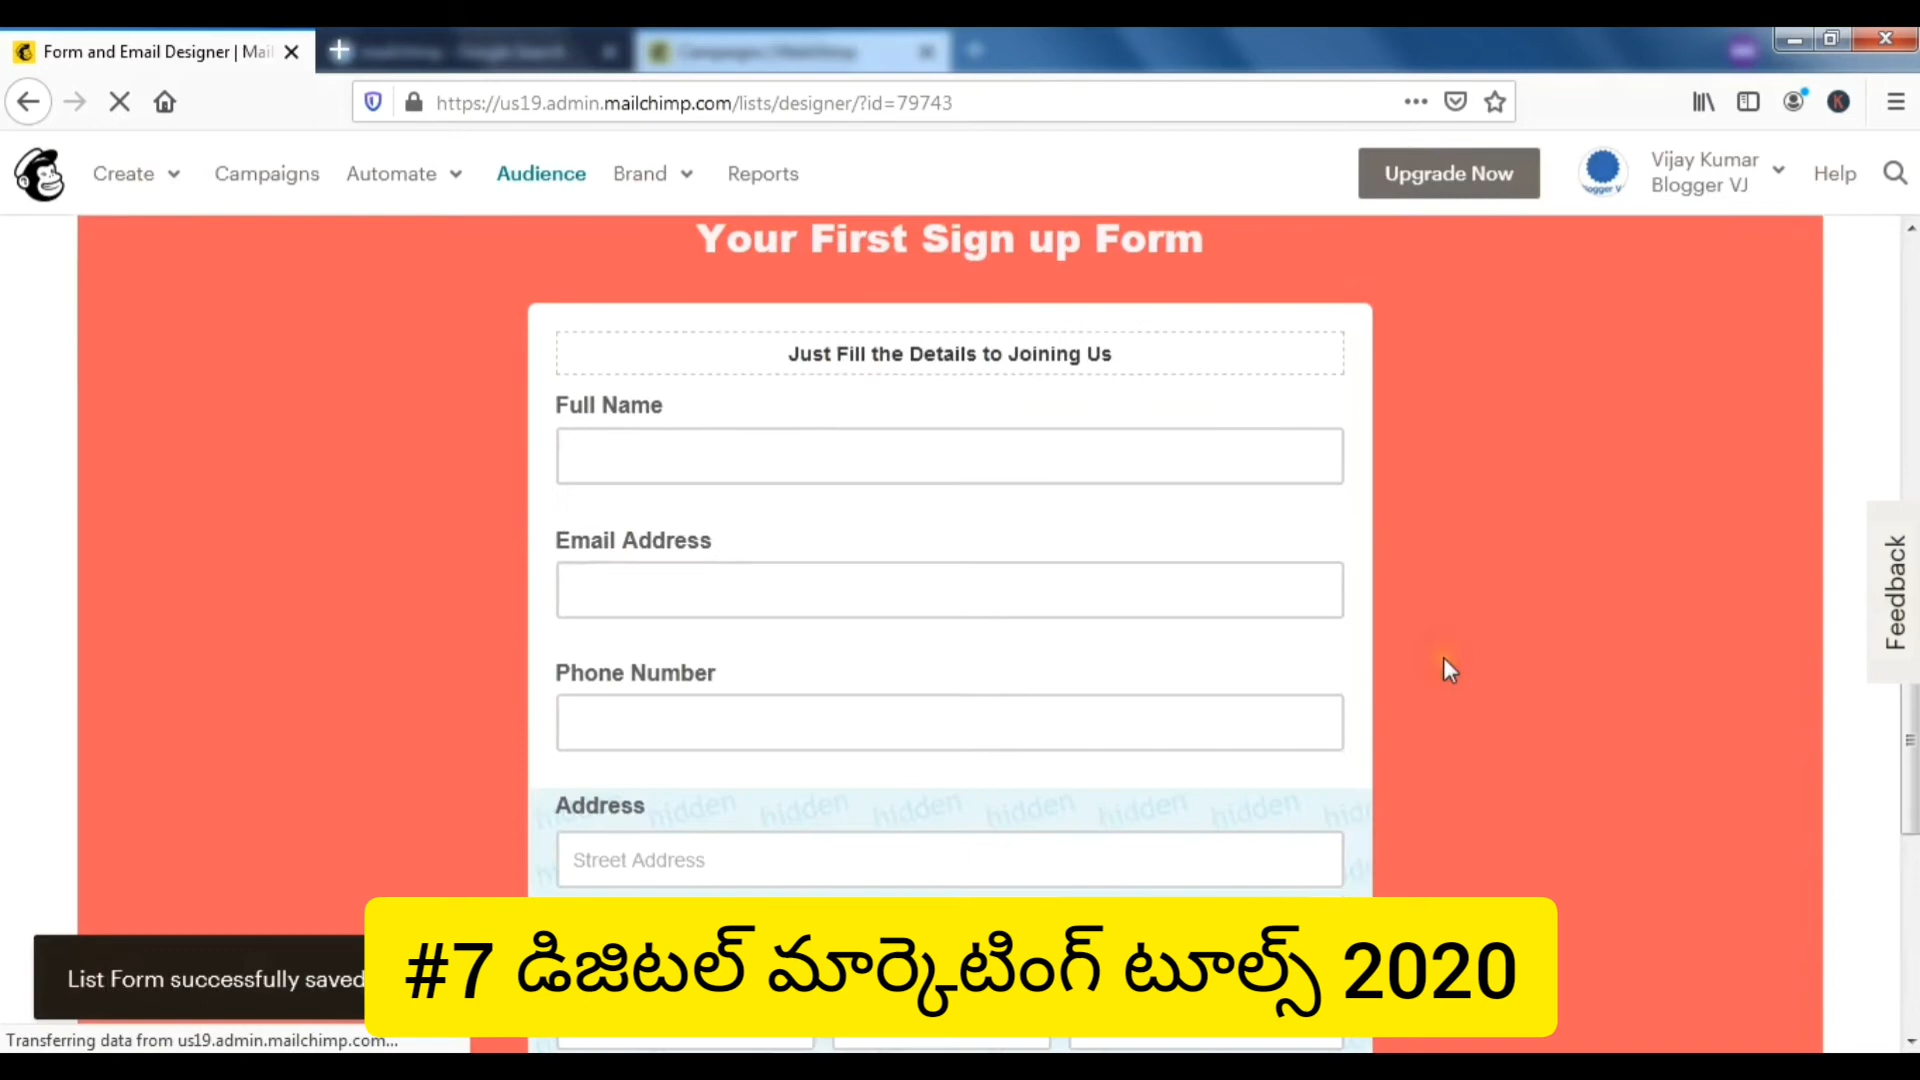 Form and Email Designer | Mail
https://us19.admin.mailchimp.com/lists/designer/?id=79743
Create
Campaigns
Automate
Audience
Brand
Reports
Upgrade Now
Vijay Kumar
Blogger VJ
Help
Your First Sign up Form
Just Fill the Details to Joining Us
Full Name
Email Address
Phone Number
Address
hidden hidden hidden hidden hidden hidden
Street Address
Feedback
List Form successfully saved
#7 డిజిటల్ మార్కెటింగ్ టూల్స్ 2020
Transferring data from us19.admin.mailchimp.com...